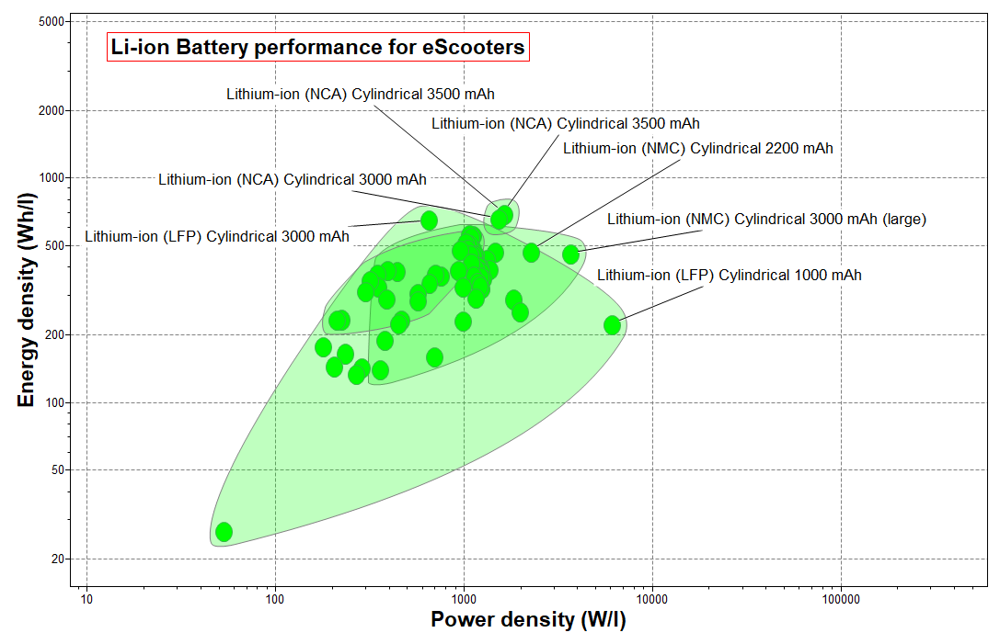 Li-ion Battery performance for eScooters
Lithium-ion (NCA) Cylindrical 3500 mAh
Lithium-ion (NCA) Cylindrical 3500 mAh
Lithium-ion (NMC) Cylindrical 2200 mAh
Lithium-ion (NCA) Cylindrical 3000 mAh
Lithium-ion (NMC) Cylindrical 3000 mAh (large)
Lithium-ion (LFP) Cylindrical 3000 mAh
Lithium-ion (LFP) Cylindrical 1000 mAh
Energy density (Wh/l)
5000
2000
1000
500
200
100
50
20
10
100
1000
10000
100000
Power density (W/l)